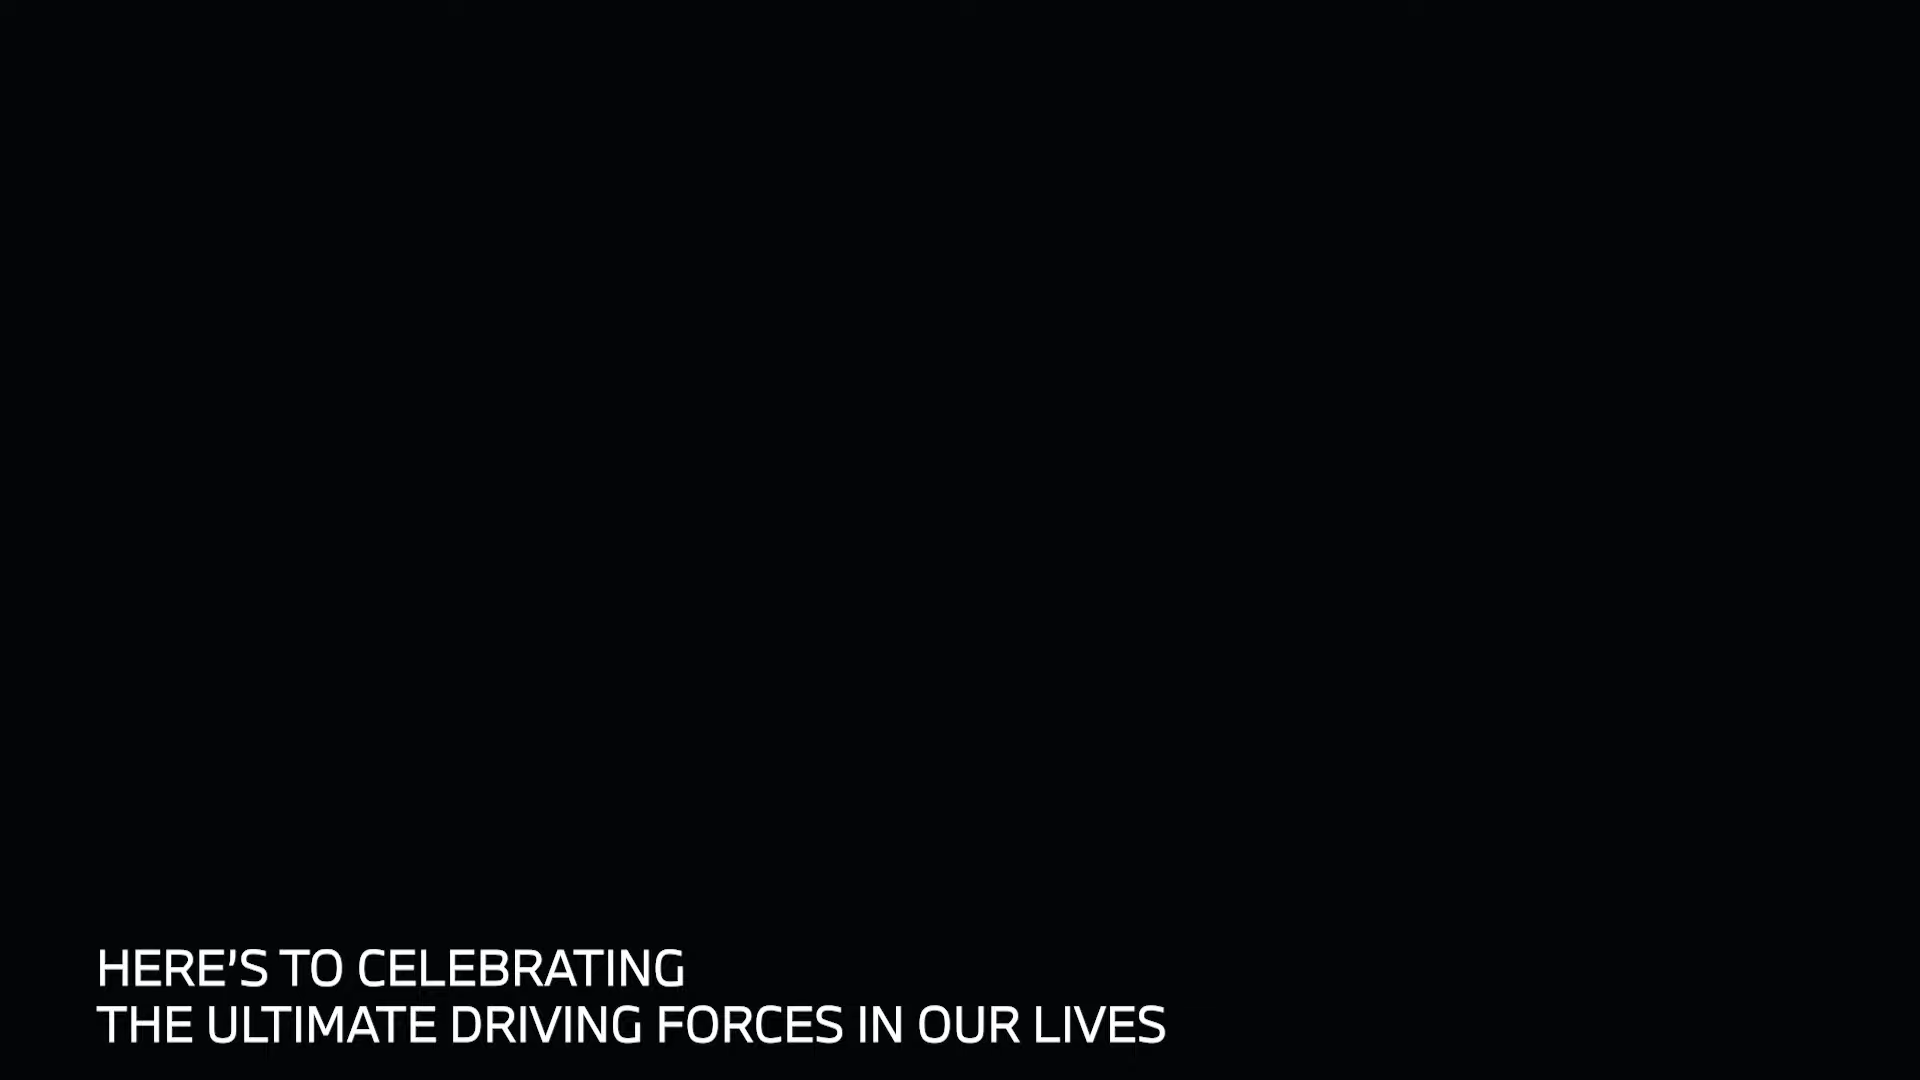 HERE’S TO CELEBRATING
THE ULTIMATE DRIVING FORCES IN OUR LIVES